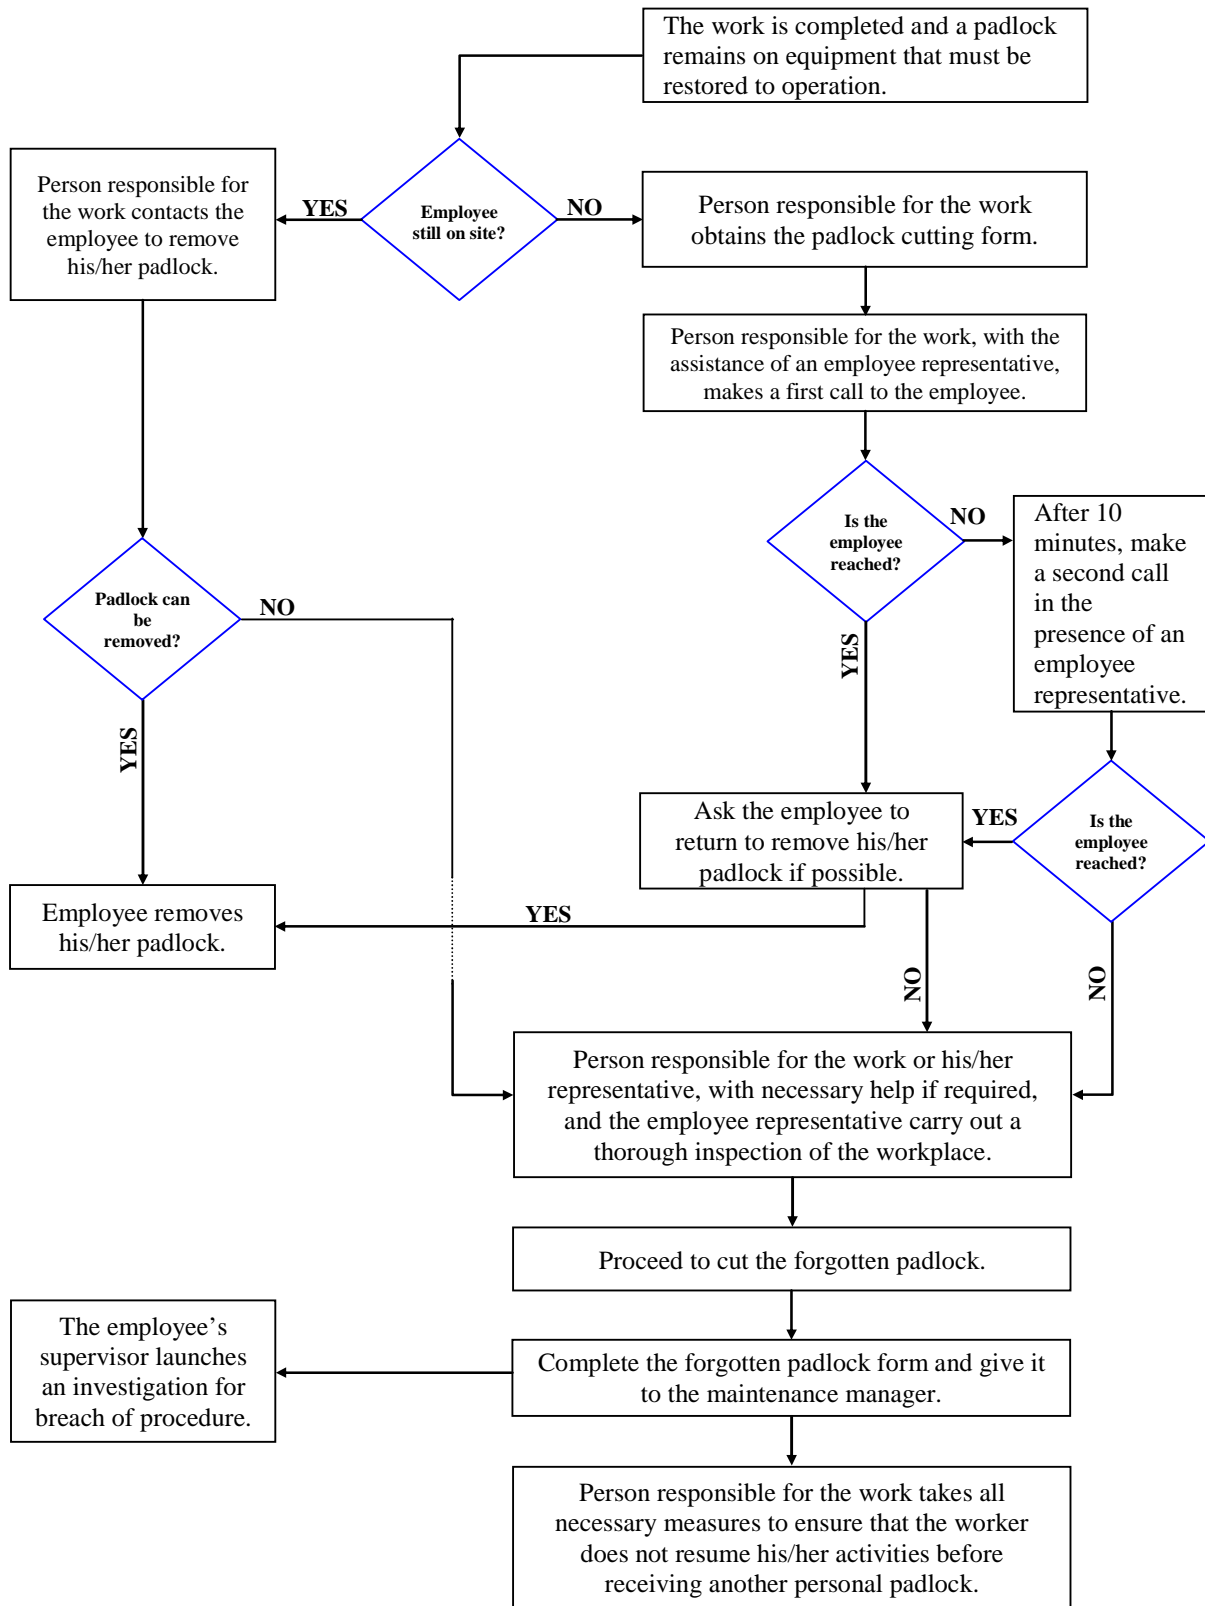 The work is completed and a padlock
remains on equipment that must be
restored to operation.
Person responsible for
the work contacts the
employee to remove
his/her padlock.
YES
Employee
still on site?
NO
Person responsible for the work
obtains the padlock cutting form.
Person responsible for the work, with the
assistance of an employee representative,
makes a first call to the employee.
Is the
employee
reached?
NO
After 10
minutes, make
a second call
in the
presence of an
employee
representative.
YES
Padlock can
be
removed?
NO
YES
Ask the employee to
return to remove his/her
padlock if possible.
YES
Is the
employee
reached?
Employee removes
his/her padlock.
YES
NO
NO
Person responsible for the work or his/her
representative, with necessary help if required,
and the employee representative carry out a
thorough inspection of the workplace.
Proceed to cut the forgotten padlock.
The employee’s
supervisor launches
an investigation for
breach of procedure.
Complete the forgotten padlock form and give it
to the maintenance manager.
Person responsible for the work takes all
necessary measures to ensure that the worker
does not resume his/her activities before
receiving another personal padlock.